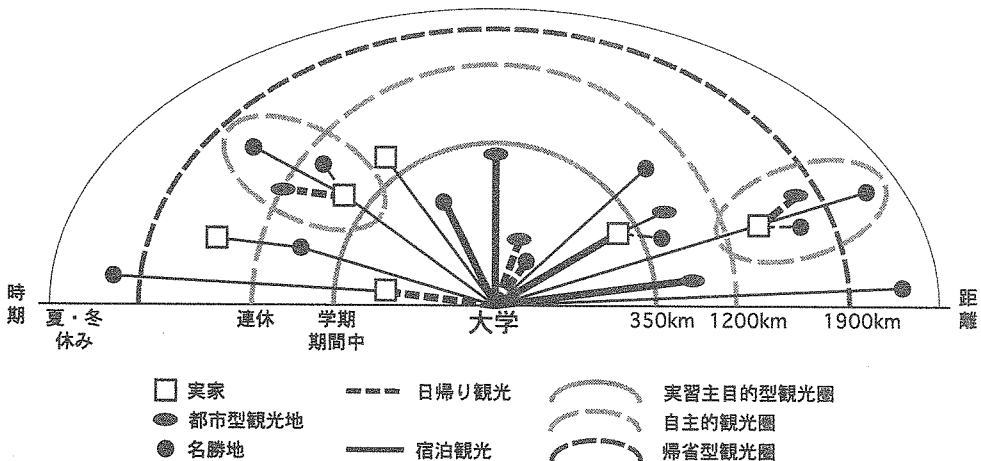 時期
夏・冬休み
連休
学期期間中
大学
350km
1200km
1900km
距離
実家
日帰り観光
実習主目的型観光圏
都市型観光地
自主的観光圏
名勝地
宿泊観光
帰省型観光圏